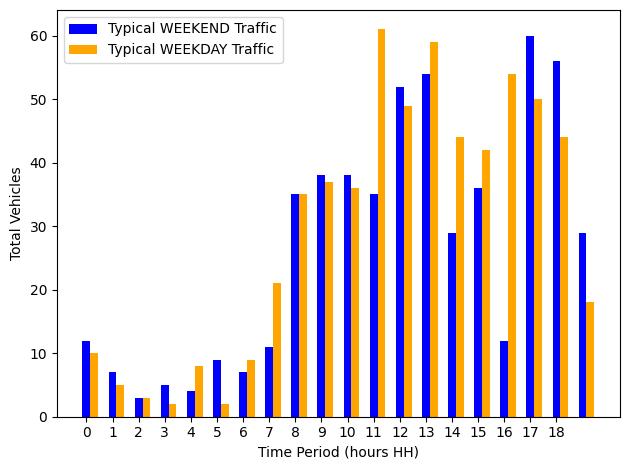 Typical WEEKEND Traffic
Typical WEEKDAY Traffic
60
50
40
30
20
10
0
Total Vehicles
0 1 2 3 4 5 6 7 8 9 10 11 12 13 14 15 16 17 18
Time Period (hours HH)